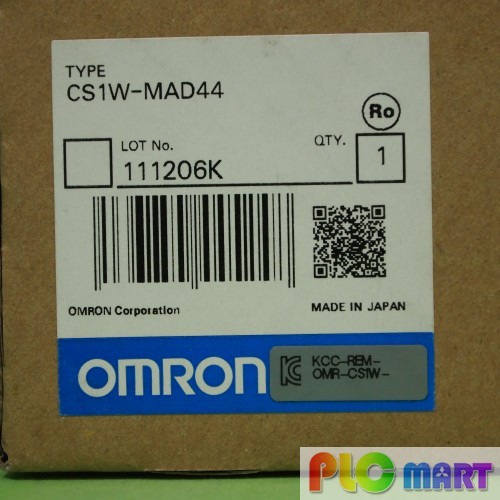 TYPE
CS1W-MAD44
Ro
LOT No.
111206K
QTY.
1
OMRON Corporation
MADE IN JAPAN
OMRON
KCC-REM-
OMR-CS1W-
PLC MART